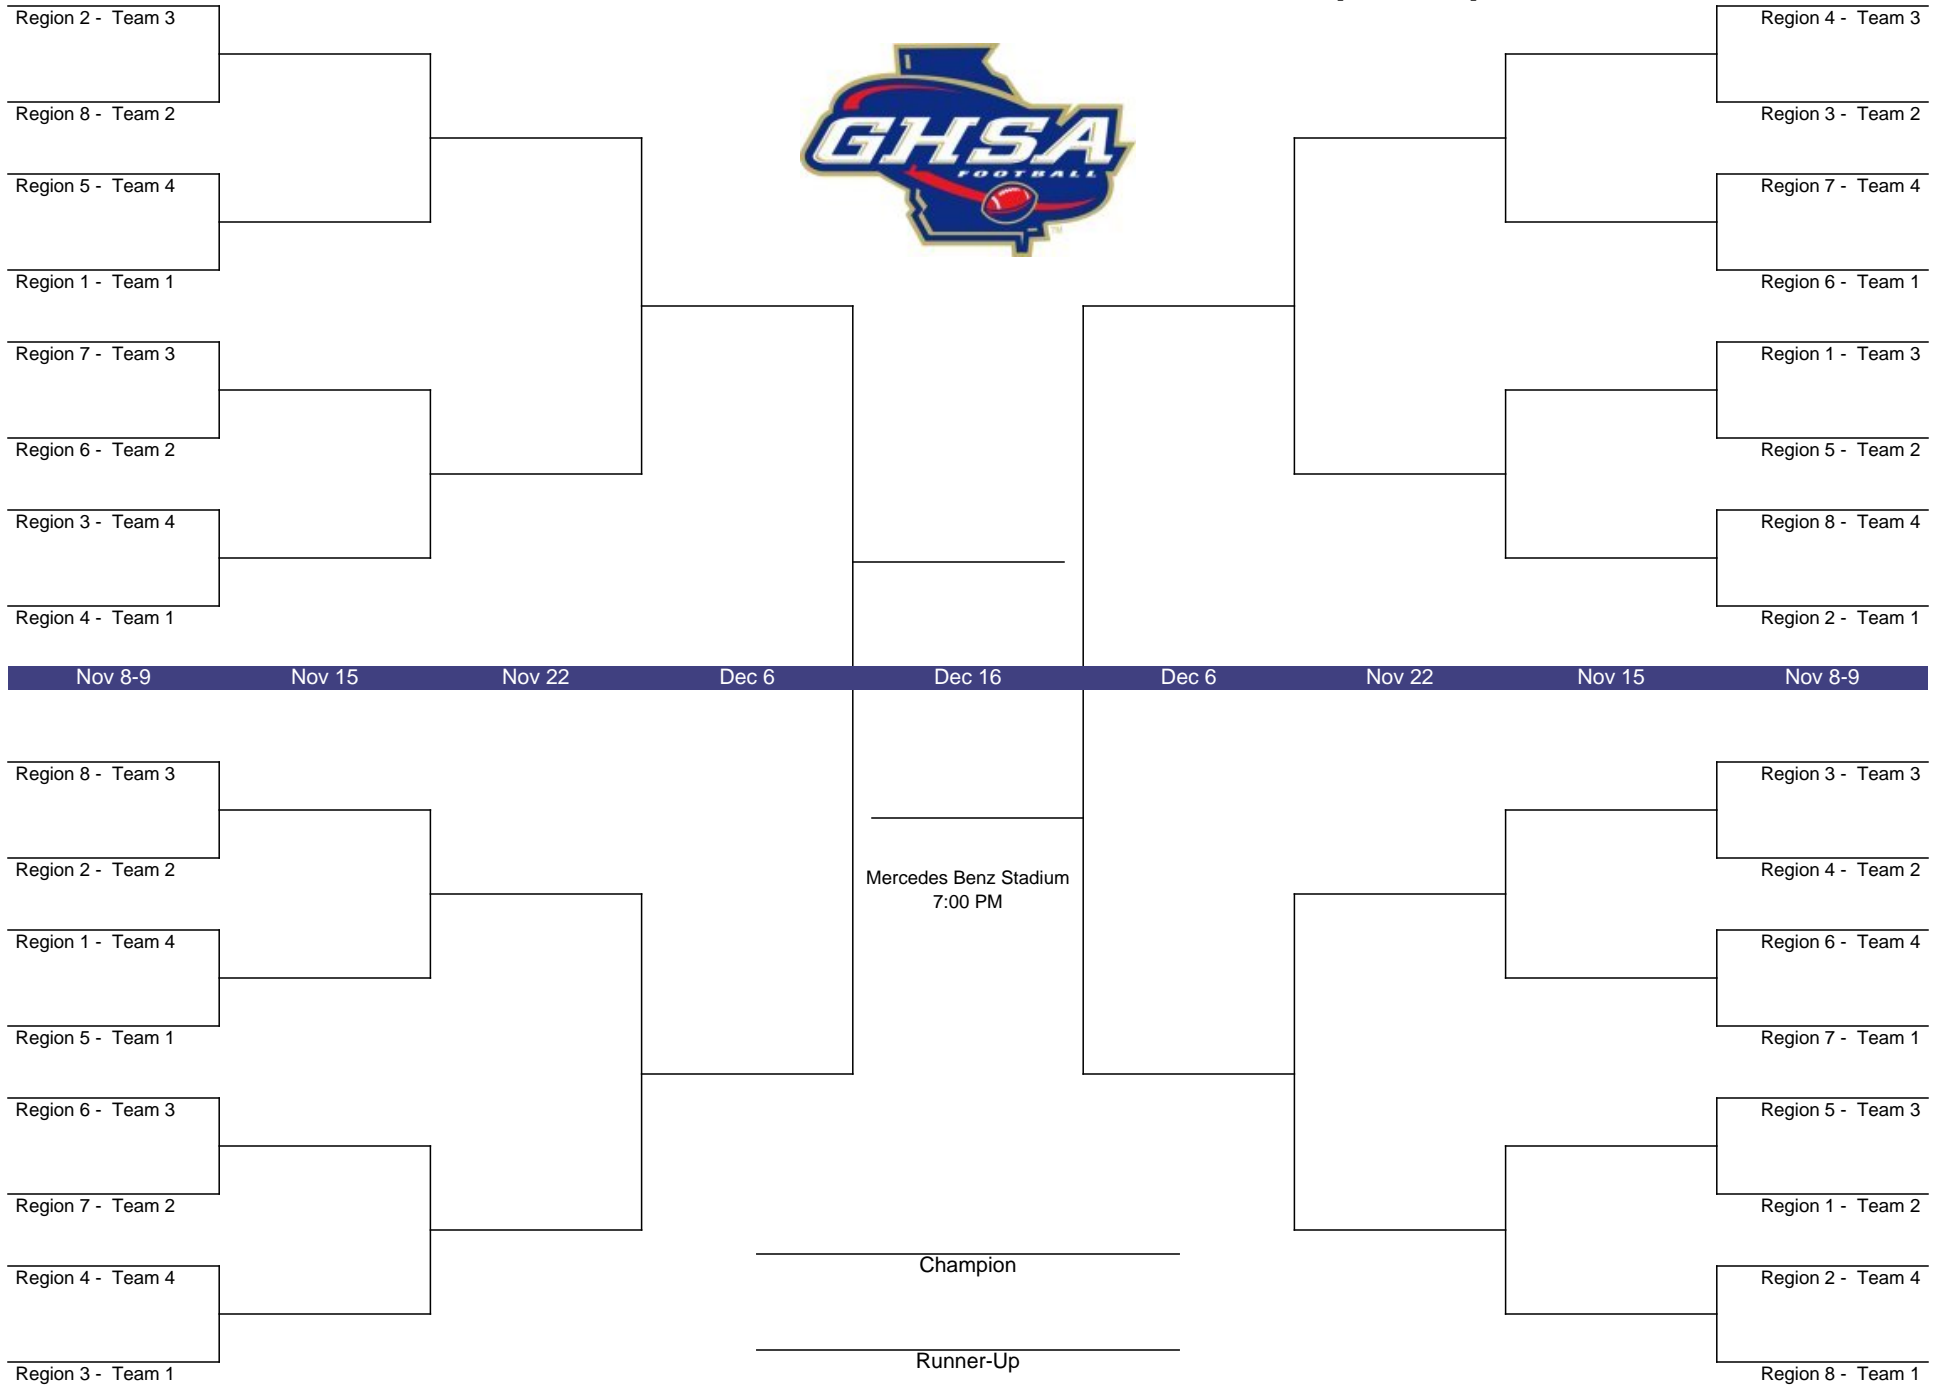 Region 2 - Team 3
Region 8 - Team 2
Region 5 - Team 4
Region 1 - Team 1
Region 7 - Team 3
Region 6 - Team 2
Region 3 - Team 4
Region 4 - Team 1
GHSA
FOOTBALL
TM
Region 4 - Team 3
Region 3 - Team 2
Region 7 - Team 4
Region 6 - Team 1
Region 1 - Team 3
Region 5 - Team 2
Region 8 - Team 4
Region 2 - Team 1
Nov 8-9 Nov 15 Nov 22 Dec 6 Dec 16 Dec 6 Nov 22 Nov 15 Nov 8-9
Region 8 - Team 3
Region 2 - Team 2
Region 1 - Team 4
Region 5 - Team 1
Region 6 - Team 3
Region 7 - Team 2
Region 4 - Team 4
Region 3 - Team 1
Mercedes Benz Stadium
7:00 PM
Champion
Runner-Up
Region 3 - Team 3
Region 4 - Team 2
Region 6 - Team 4
Region 7 - Team 1
Region 5 - Team 3
Region 1 - Team 2
Region 2 - Team 4
Region 8 - Team 1